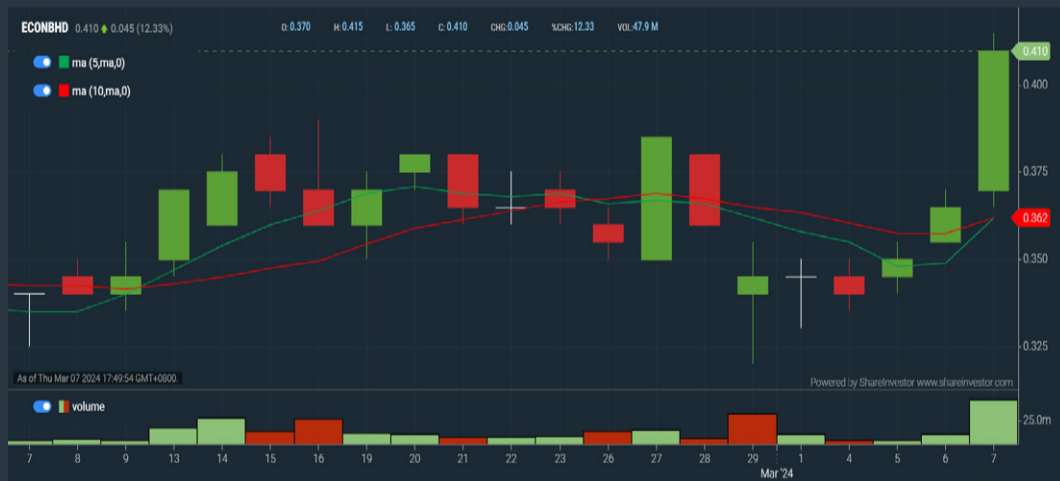 ECONBHD 0.410 0.045 (12.33%) O: 0.370 H: 0.415 L: 0.365 C: 0.410 CHG:0.045 %CHG:12.33 VOL:47.9 M
ma (5,ma,0)
ma (10,ma,0)
0.410
0.400
0.375
0.362
0.350
0.325
As of Thu Mar 07 2024 17:49:54 GMT+0800.
Powered by ShareInvestor www.shareinvestor.com
volume
25.0m
7 8 9 13 14 15 16 19 20 21 22 23 26 27 28 29 1 4 5 6 7
Mar '24